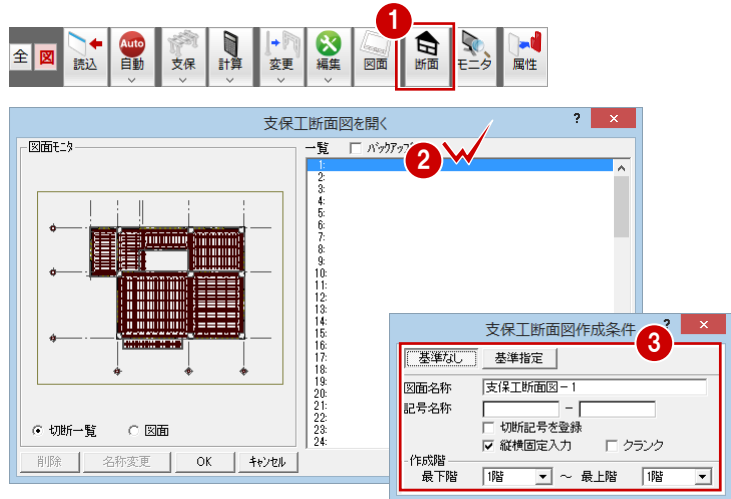 1
全 図 読込 Auto 自動 支保 計算 変更 編集 図面 断面 モニタ 属性
支保工断面図を開く ? ×
図面モニタ
一覧 バックアップ
2
1:
2:
3:
4:
5:
6:
7:
8:
9:
10:
11:
12:
13:
14:
15:
16:
17:
18:
19:
20:
21:
22:
23:
24:
切断一覧 図面
削除 名称変更 OK キャンセル
支保工断面図作成条件 ? ×
3
基準なし 基準指定
図面名称 支保工断面図－1
記号名称 －
切断記号を登録
縦横固定入力 クランク
作成階
最下階 1階 ～ 最上階 1階